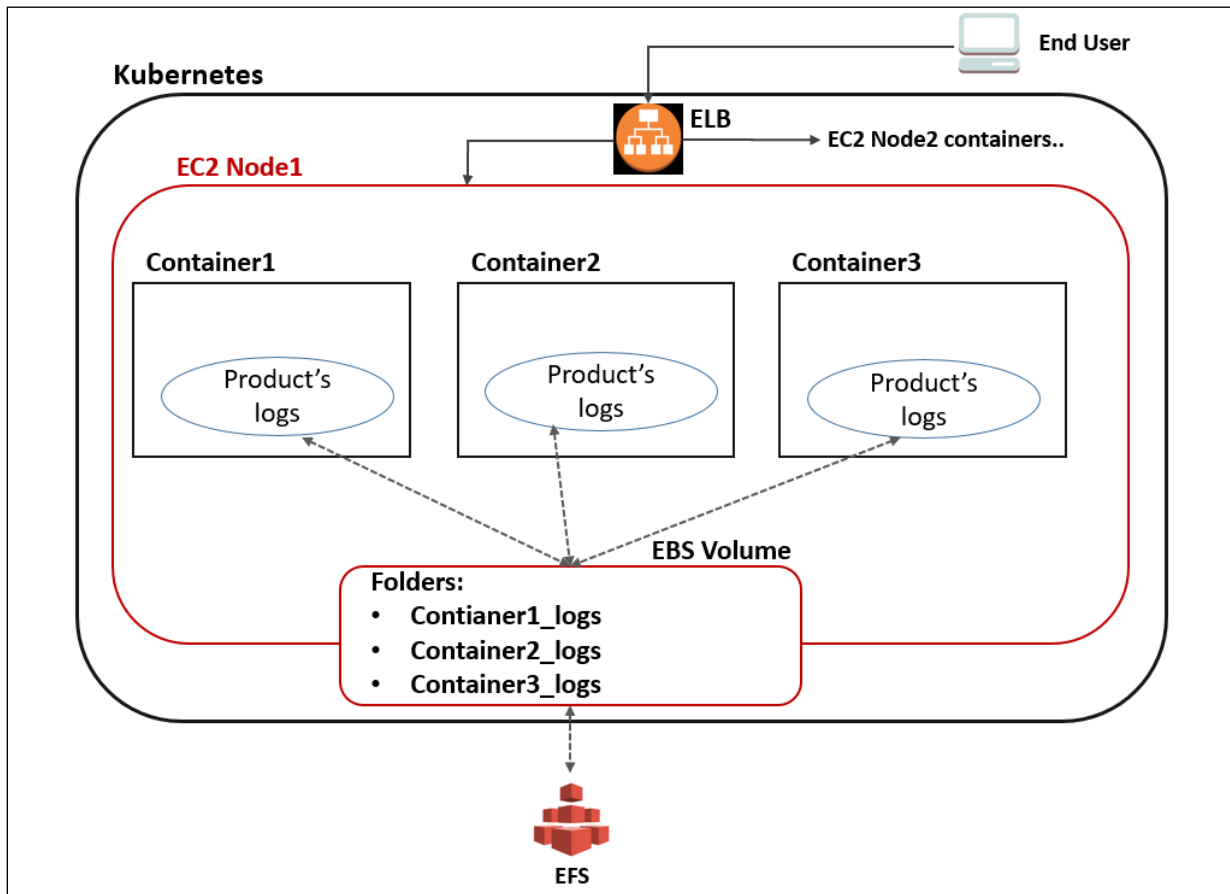 End User
Kubernetes
ELB
EC2 Node2 containers..
EC2 Node1
Container1
Container2
Container3
Product's
logs
Product's
logs
Product's
logs
EBS Volume
Folders:
• Contianer1_logs
• Container2_logs
• Container3_logs
EFS